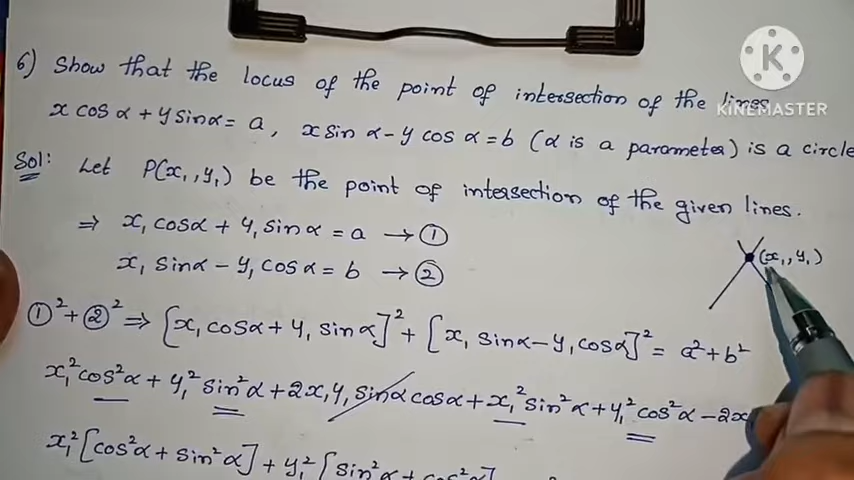 6) Show that the locus of the point of intersection of the lines
x cos α + y sin α = a, x sin α - y cos α = b (α is a parameter) is a circle
Sol: Let P(x₁, y₁) be the point of intersection of the given lines.
⇒ x₁ cos α + y₁ sin α = a → ①
x₁ sin α - y₁ cos α = b → ②
(x₁, y₁)
①² + ②² ⇒ [x₁ cos α + y₁ sin α]² + [x₁ sin α - y₁ cos α]² = a² + b²
x₁² cos² α + y₁² sin² α + 2x₁ y₁ sin α cos α + x₁² sin² α + y₁² cos² α - 2x
x₁² [cos² α + sin² α] + y₁² [sin² α + cos² α]
K
KINEMASTER